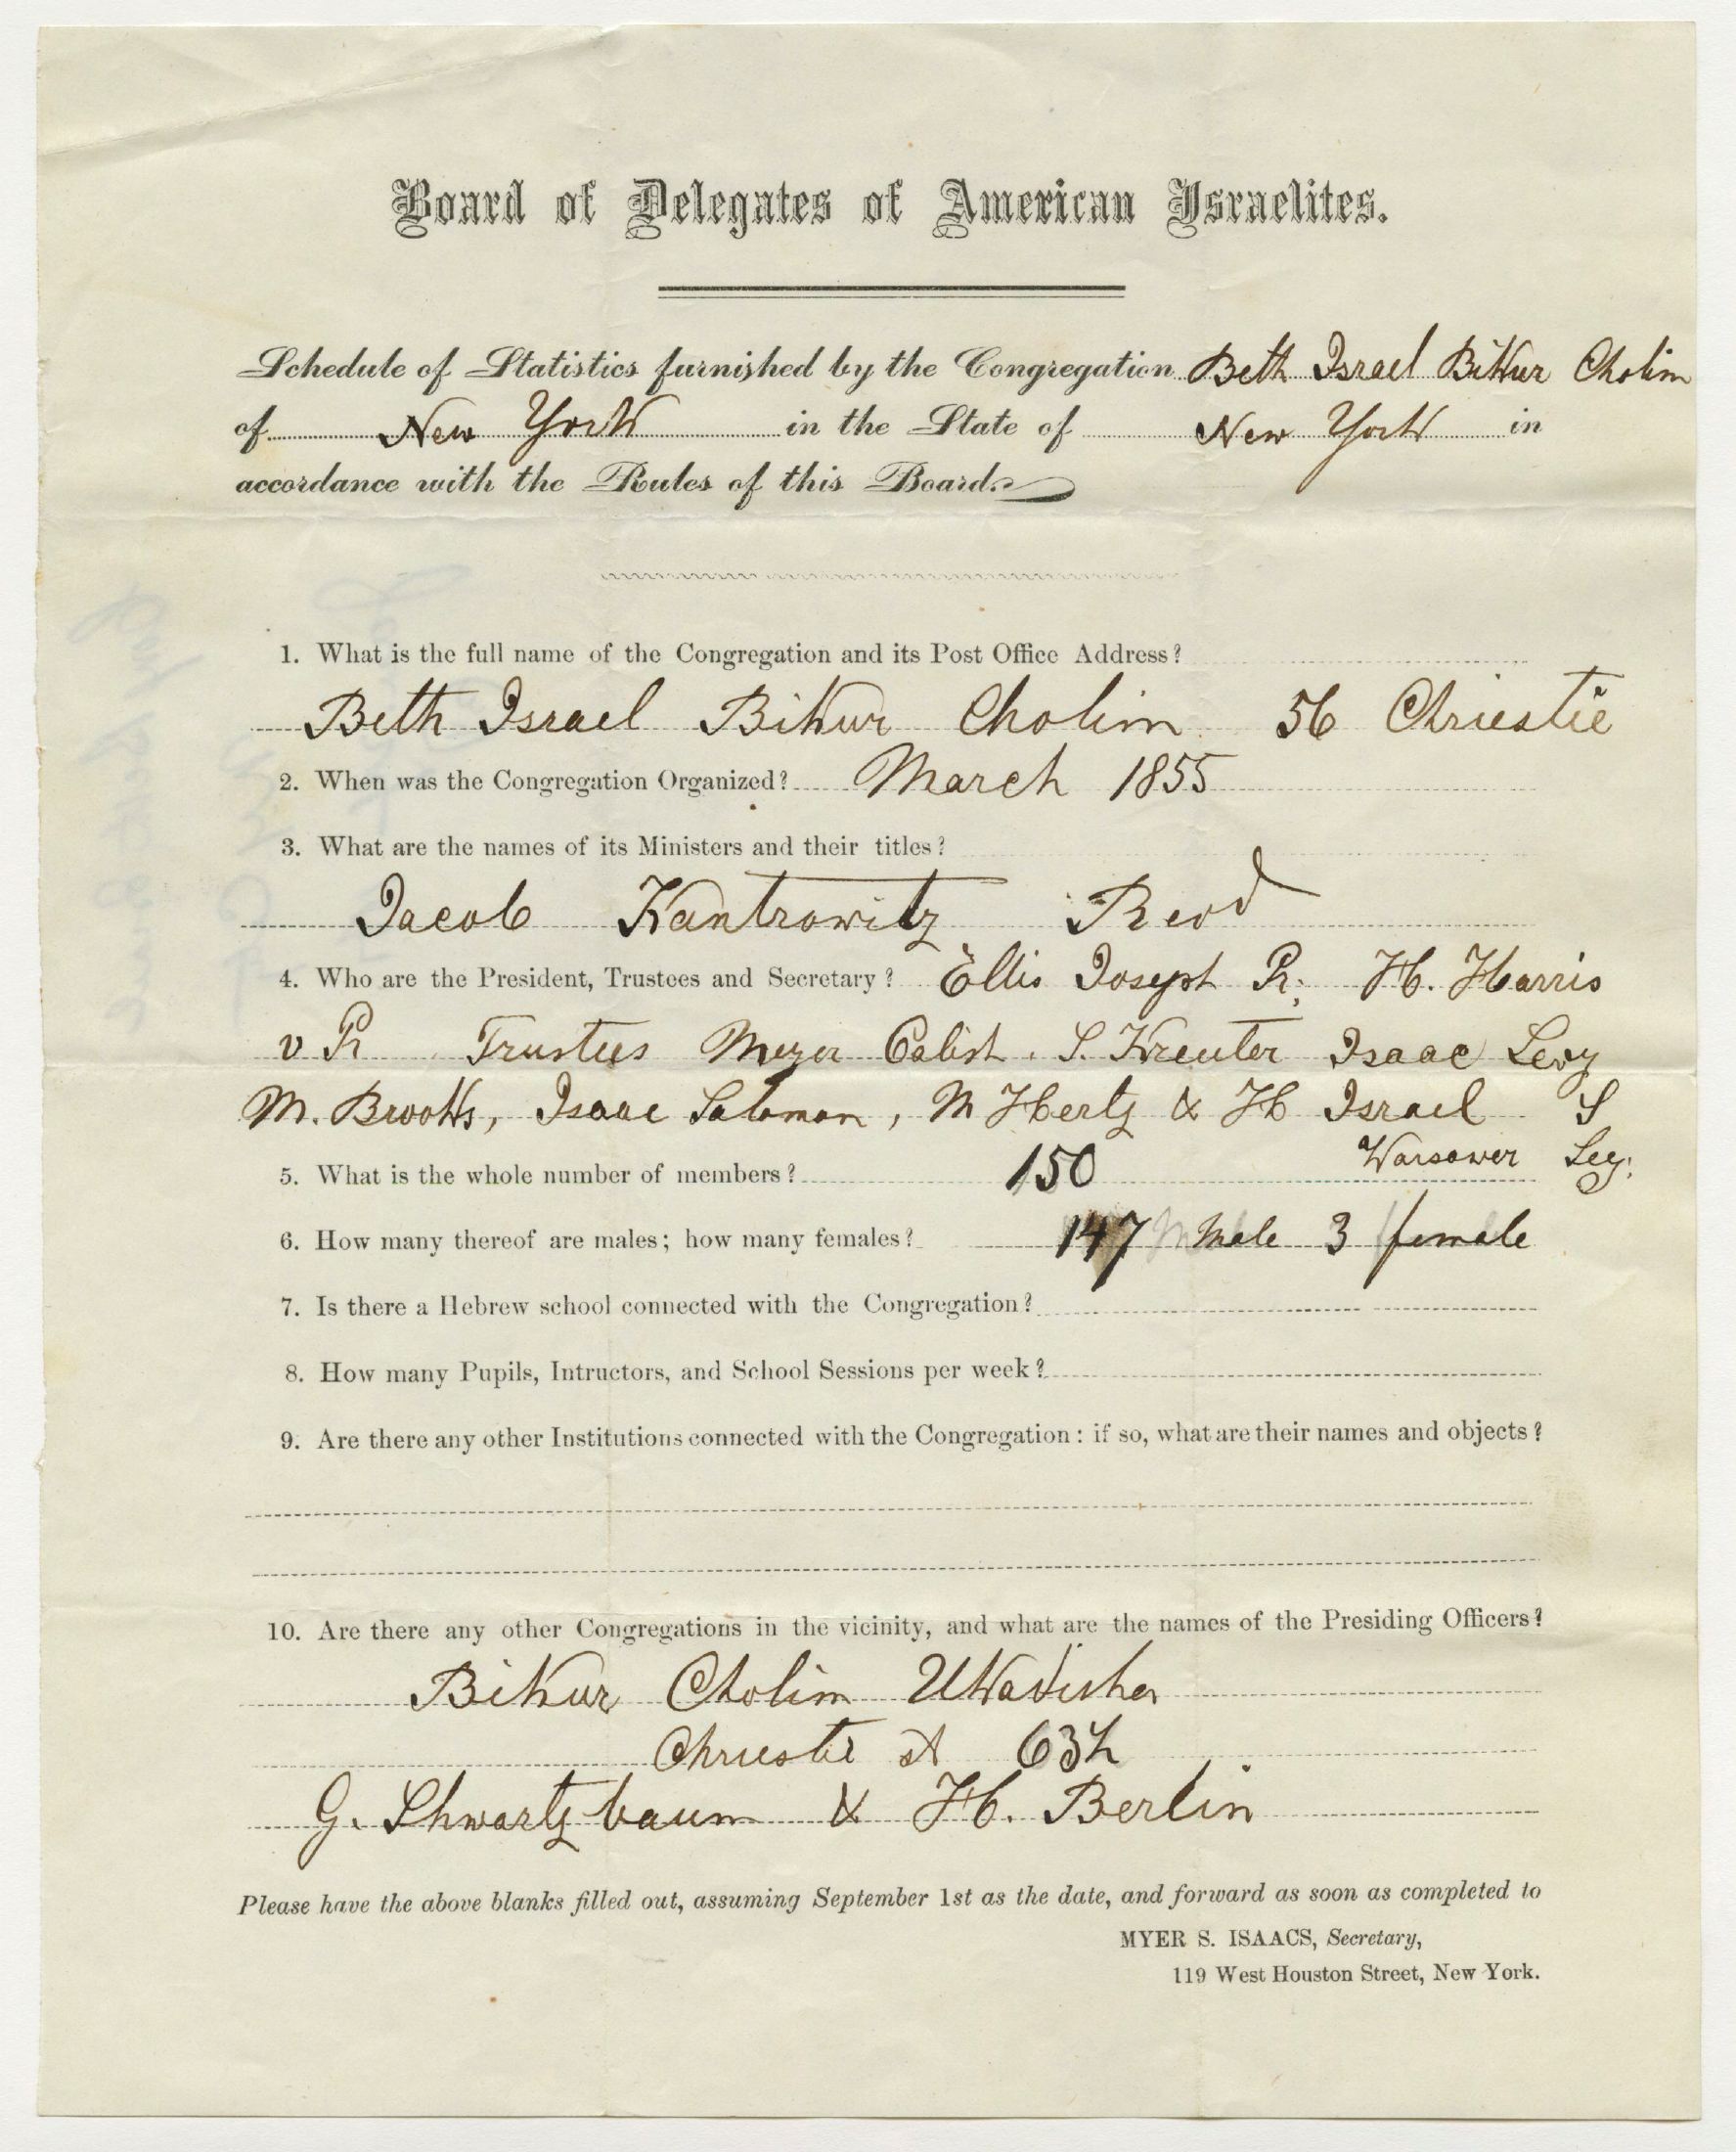 Board of Delegates of American Israelites.
Schedule of Statistics furnished by the Congregation Beth Israel Bikur Cholim
of New York in the State of New York in
accordance with the Rules of this Board.
1. What is the full name of the Congregation and its Post Office Address?
Beth Israel Bikur Cholim 56 Chriestie
2. When was the Congregation Organized? March 1855
3. What are the names of its Ministers and their titles?
Jacob Kantrowitz Revd
4. Who are the President, Trustees and Secretary? Ellis Joseph Pr; H. Harris
v Pr Trustees Meyer Calish. S. Kreuter Isaac Levy
M. Brooks, Isaac Salomon, M Hertz & H Israel S
Warsawer Sec;
5. What is the whole number of members? 150
6. How many thereof are males; how many females? 147 Male 3 female
7. Is there a Hebrew school connected with the Congregation?
8. How many Pupils, Intructors, and School Sessions per week?
9. Are there any other Institutions connected with the Congregation: if so, what are their names and objects?
10. Are there any other Congregations in the vicinity, and what are the names of the Presiding Officers?
Bikur Cholim Ukadisha
Chriestie st
G. Shwartzbaum & H. Berlin
Please have the above blanks filled out, assuming September 1st as the date, and forward as soon as completed to
MYER S. ISAACS, Secretary,
119 West Houston Street, New York.